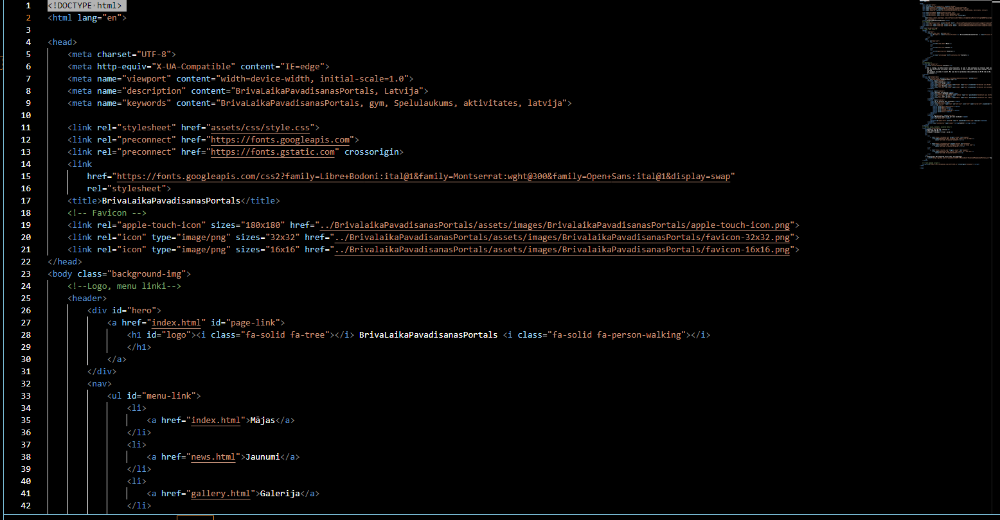 1 <!DOCTYPE html>
2 <html lang="en">
3
4 <head>
5 <meta charset="UTF-8">
6 <meta http-equiv="X-UA-Compatible" content="IE=edge">
7 <meta name="viewport" content="width=device-width, initial-scale=1.0">
8 <meta name="description" content="BrivaLaikaPavadisanasPortals, Latvija">
9 <meta name="keywords" content="BrivaLaikaPavadisanasPortals, gym, Spelulaukums, aktivitates, latvija">
10
11 <link rel="stylesheet" href="assets/css/style.css">
12 <link rel="preconnect" href="https://fonts.googleapis.com">
13 <link rel="preconnect" href="https://fonts.gstatic.com" crossorigin>
14 <link
15 href="https://fonts.googleapis.com/css2?family=Libre+Bodoni:ital@1&family=Montserrat:wght@300&family=Open+Sans:ital@1&display=swap"
16 rel="stylesheet">
17 <title>BrivaLaikaPavadisanasPortals</title>
18 <!-- Favicon -->
19 <link rel="apple-touch-icon" sizes="180x180" href="../BrivalaikaPavadisanasPortals/assets/images/BrivalaikaPavadisanasPortals/apple-touch-icon.png">
20 <link rel="icon" type="image/png" sizes="32x32" href="../BrivalaikaPavadisanasPortals/assets/images/BrivalaikaPavadisanasPortals/favicon-32x32.png">
21 <link rel="icon" type="image/png" sizes="16x16" href="../BrivalaikaPavadisanasPortals/assets/images/BrivalaikaPavadisanasPortals/favicon-16x16.png">
22 </head>
23 <body class="background-img">
24 <!--Logo, menu linki-->
25 <header>
26 <div id="hero">
27 <a href="index.html" id="page-link">
28 <h1 id="logo"><i class="fa-solid fa-tree"></i> BrivaLaikaPavadisanasPortals <i class="fa-solid fa-person-walking"></i>
29 </h1>
30 </a>
31 </div>
32 <nav>
33 <ul id="menu-link">
34 <li>
35 <a href="index.html">Mājas</a>
36 </li>
37 <li>
38 <a href="news.html">Jaunumi</a>
39 </li>
40 <li>
41 <a href="gallery.html">Galerija</a>
42 </li>